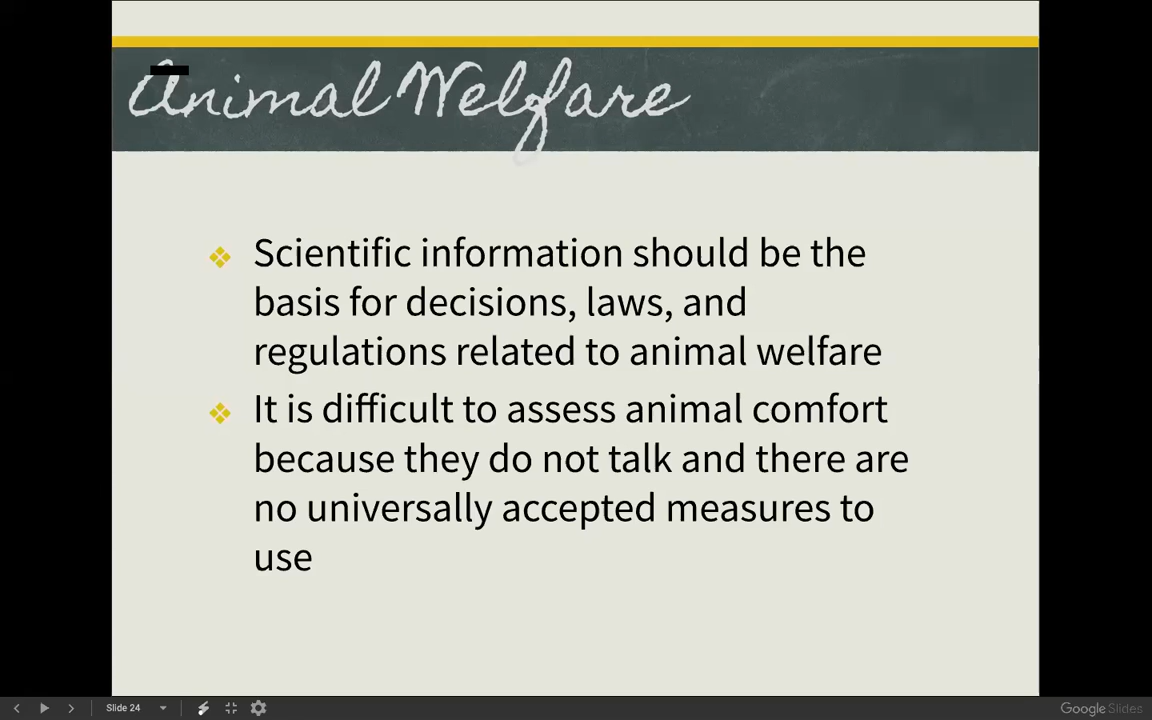 Animal Welfare
Scientific information should be the
basis for decisions, laws, and
regulations related to animal welfare
It is difficult to assess animal comfort
because they do not talk and there are
no universally accepted measures to
use
Slide 24
Google Slides